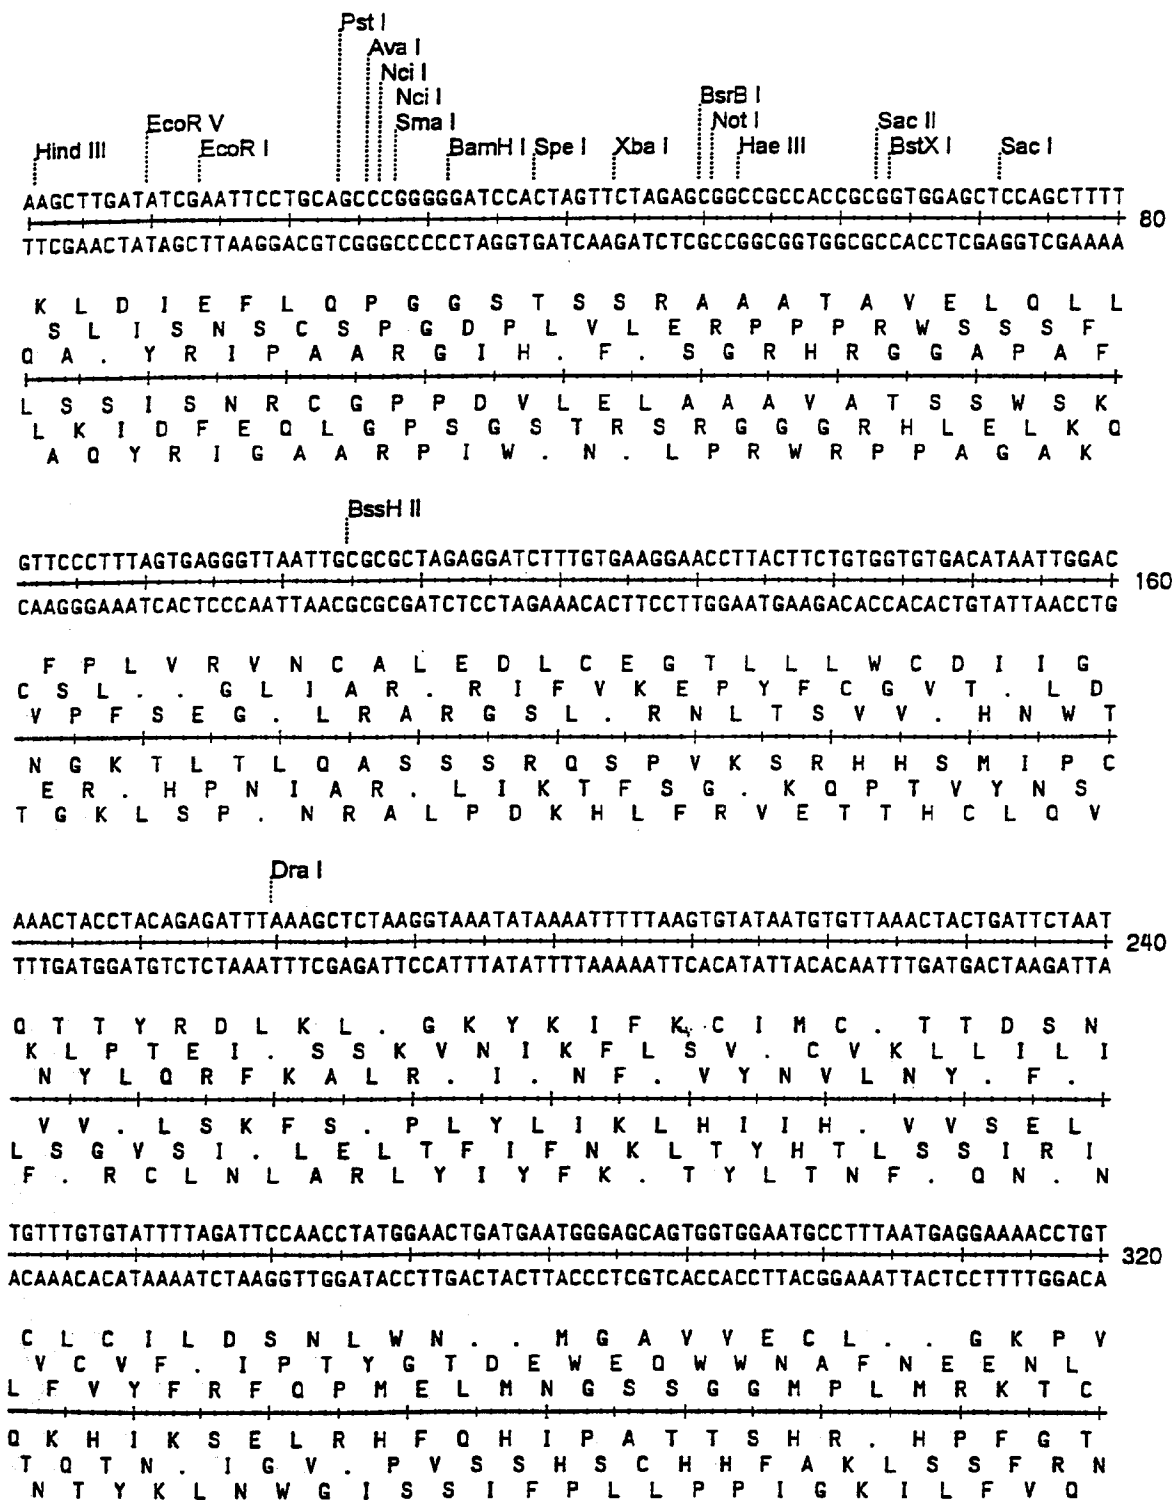 Pst I
Ava I
Nci I
Nci I
BsrB I
EcoR V
Sma I
Not I
Sac II
Hind III
EcoR I
BamH I
Spe I
Xba I
Hae III
BstX I
Sac I
AAGCTTGATATCGAATTCCTGCAGCCCGGGGGATCCACTAGTTCTAGAGCGGCCGCCACCGCGGTGGAGCTCCAGCTTTT
80
TTCGAACTATAGCTTAAGGACGTCGGGCCCCCTAGGTGATCAAGATCTCGCCGGCGGTGGCGCCACCTCGAGGTCGAAAA
K L D I E F L Q P G G S T S S R A A A T A V E L Q L L
S L I S N S C S P G D P L V L E R P P P R W S S S F
Q A . Y R I P A A R G I H . F . S G R H R G G A P A F
L S S I S N R C G P P D V L E L A A A V A T S S W S K
L K I D F E Q L G P S G S T R S R G G G R H L E L K Q
A Q Y R I G A A R P I W . N . L P R W R P P A G A K
BssH II
GTTCCCTTTAGTGAGGGTTAATTGCGCGCTAGAGGATCTTTGTGAAGGAACCTTACTTCTGTGGTGTGACATAATTGGAC
160
CAAGGGAAATCACTCCCAATTAACGCGCGATCTCCTAGAAACACTTCCTTGGAATGAAGACACCACACTGTATTAACCTG
F P L V R V N C A L E D L C E G T L L L W C D I I G
C S L . . G L I A R . R I F V K E P Y F C G V T . L D
V P F S E G . L R A R G S L . R N L T S V V . H N W T
N G K T L T L Q A S S S R Q S P V K S R H H S M I P C
E R . H P N I A R . L I K T F S G . K Q P T V Y N S
T G K L S P . N R A L P D K H L F R V E T T H C L Q V
Dra I
AAACTACCTACAGAGATTTAAAGCTCTAAGGTAAATATAAAATTTTTAAGTGTATAATGTGTTAAACTACTGATTCTAAT
240
TTTGATGGATGTCTCTAAATTTCGAGATTCCATTTATATTTTAAAAATTCACATATTACACAATTTGATGACTAAGATTA
Q T T Y R D L K L . G K Y K I F K C I M C . T T D S N
K L P T E I . S S K V N I K F L S V . C V K L L I L I
N Y L Q R F K A L R . I . N F . V Y N V L N Y . F .
V V . L S K F S . P L Y L I K L H I I H . V V S E L
L S G V S I . L E L T F I F N K L T Y H T L S S I R I
F . R C L N L A R L Y I Y F K . T Y L T N F . Q N . N
TGTTTGTGTATTTTAGATTCCAACCTATGGAACTGATGAATGGGAGCAGTGGTGGAATGCCTTTAATGAGGAAAACCTGT
320
ACAAACACATAAAATCTAAGGTTGGATACCTTGACTACTTACCCTCGTCACCACCTTACGGAAATTACTCCTTTTGGACA
C L C I L D S N L W N . . M G A V V E C L . . G K P V
V C V F . I P T Y G T D E W E Q W W N A F N E E N L
L F V Y F R F Q P M E L M N G S S G G M P L M R K T C
Q K H I K S E L R H F Q H I P A T T S H R . H P F G T
T Q T N . I G V . P V S S H S C H H F A K L S S F R N
N T Y K L N W G I S S I F P L L P P I G K I L F V Q